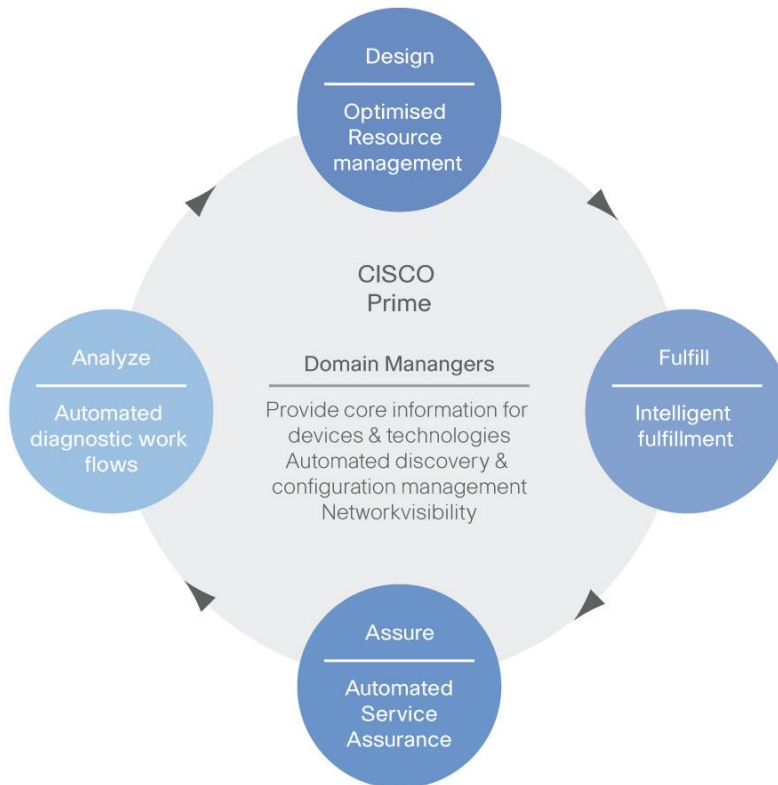 Design
Optimised
Resource
management
CISCO
Prime
Domain Manangers
Provide core information for
devices & technologies
Automated discovery &
configuration management
Networkvisibility
Analyze
Automated
diagnostic work
flows
Fulfill
Intelligent
fulfillment
Assure
Automated
Service
Assurance